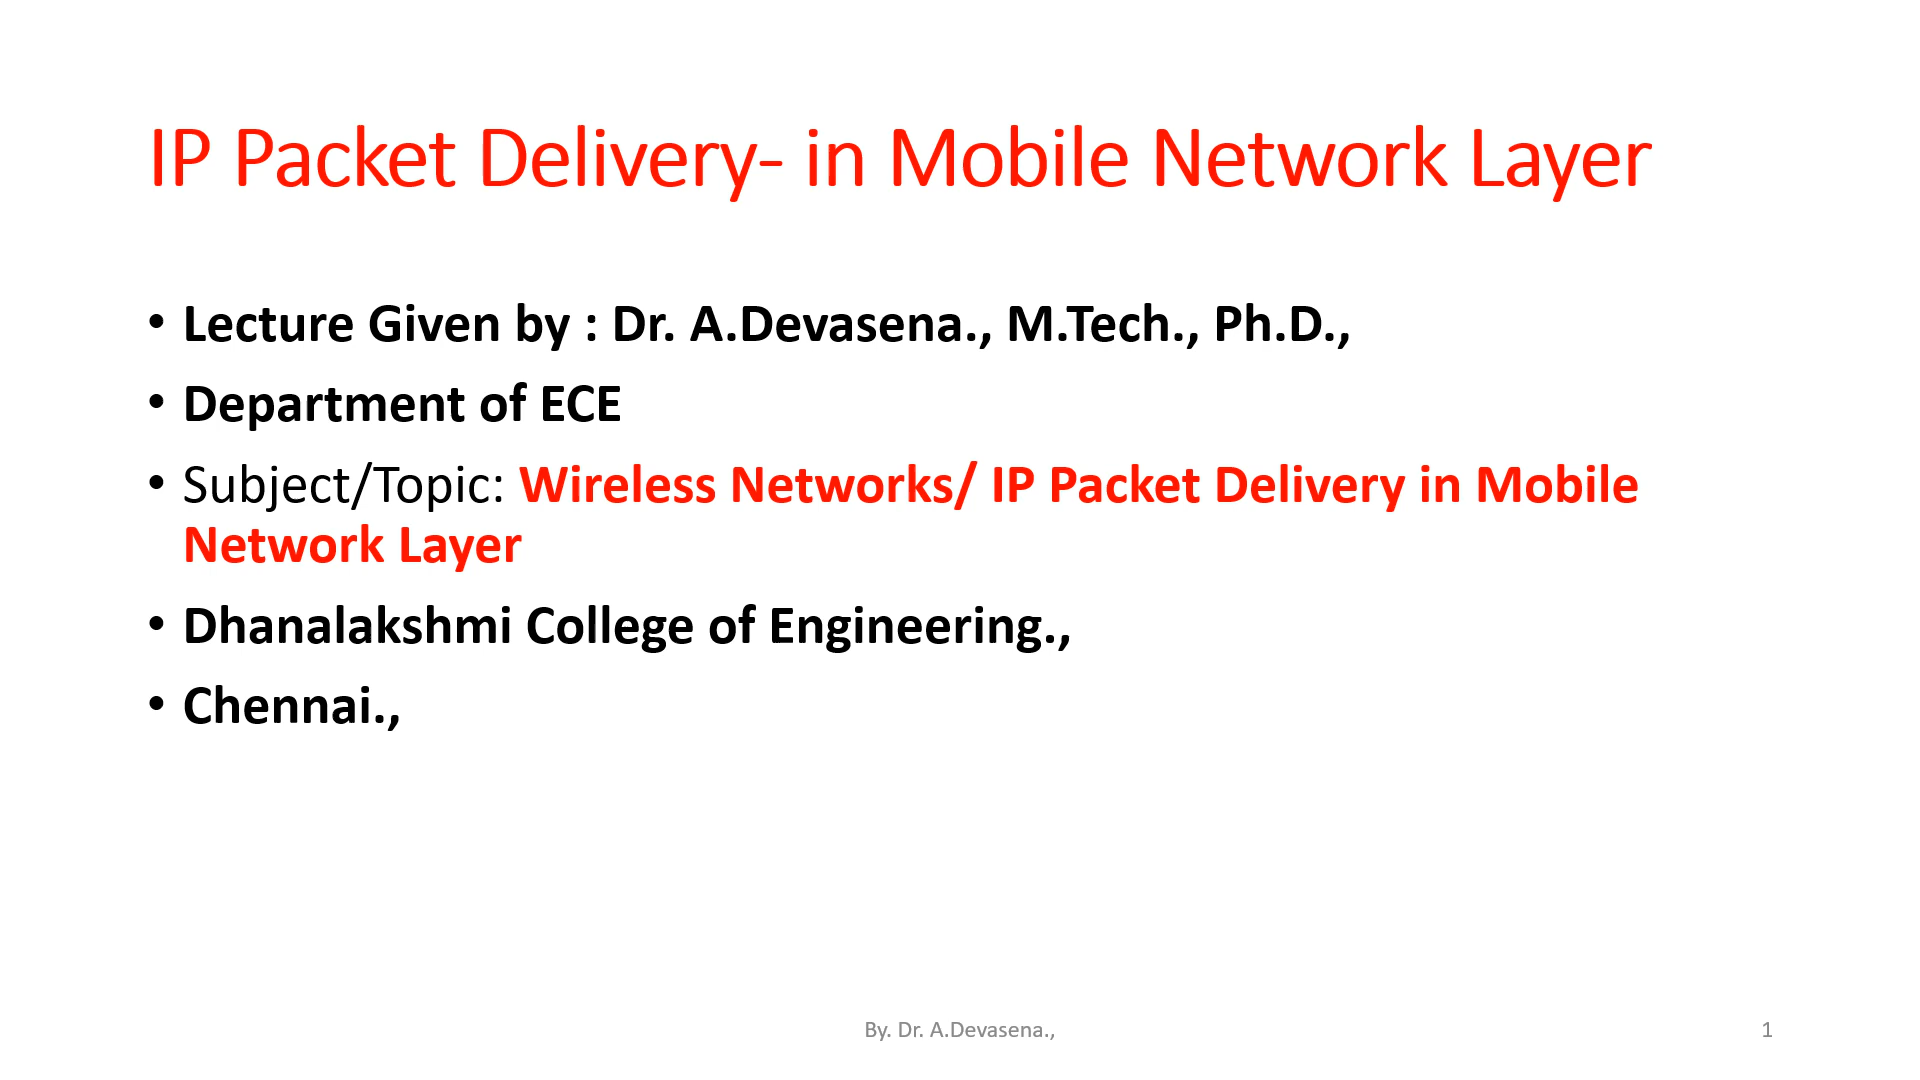 IP Packet Delivery- in Mobile Network Layer
• Lecture Given by : Dr. A.Devasena., M.Tech., Ph.D.,
• Department of ECE
• Subject/Topic: Wireless Networks/ IP Packet Delivery in Mobile
Network Layer
• Dhanalakshmi College of Engineering.,
• Chennai.,
By. Dr. A.Devasena.,
1